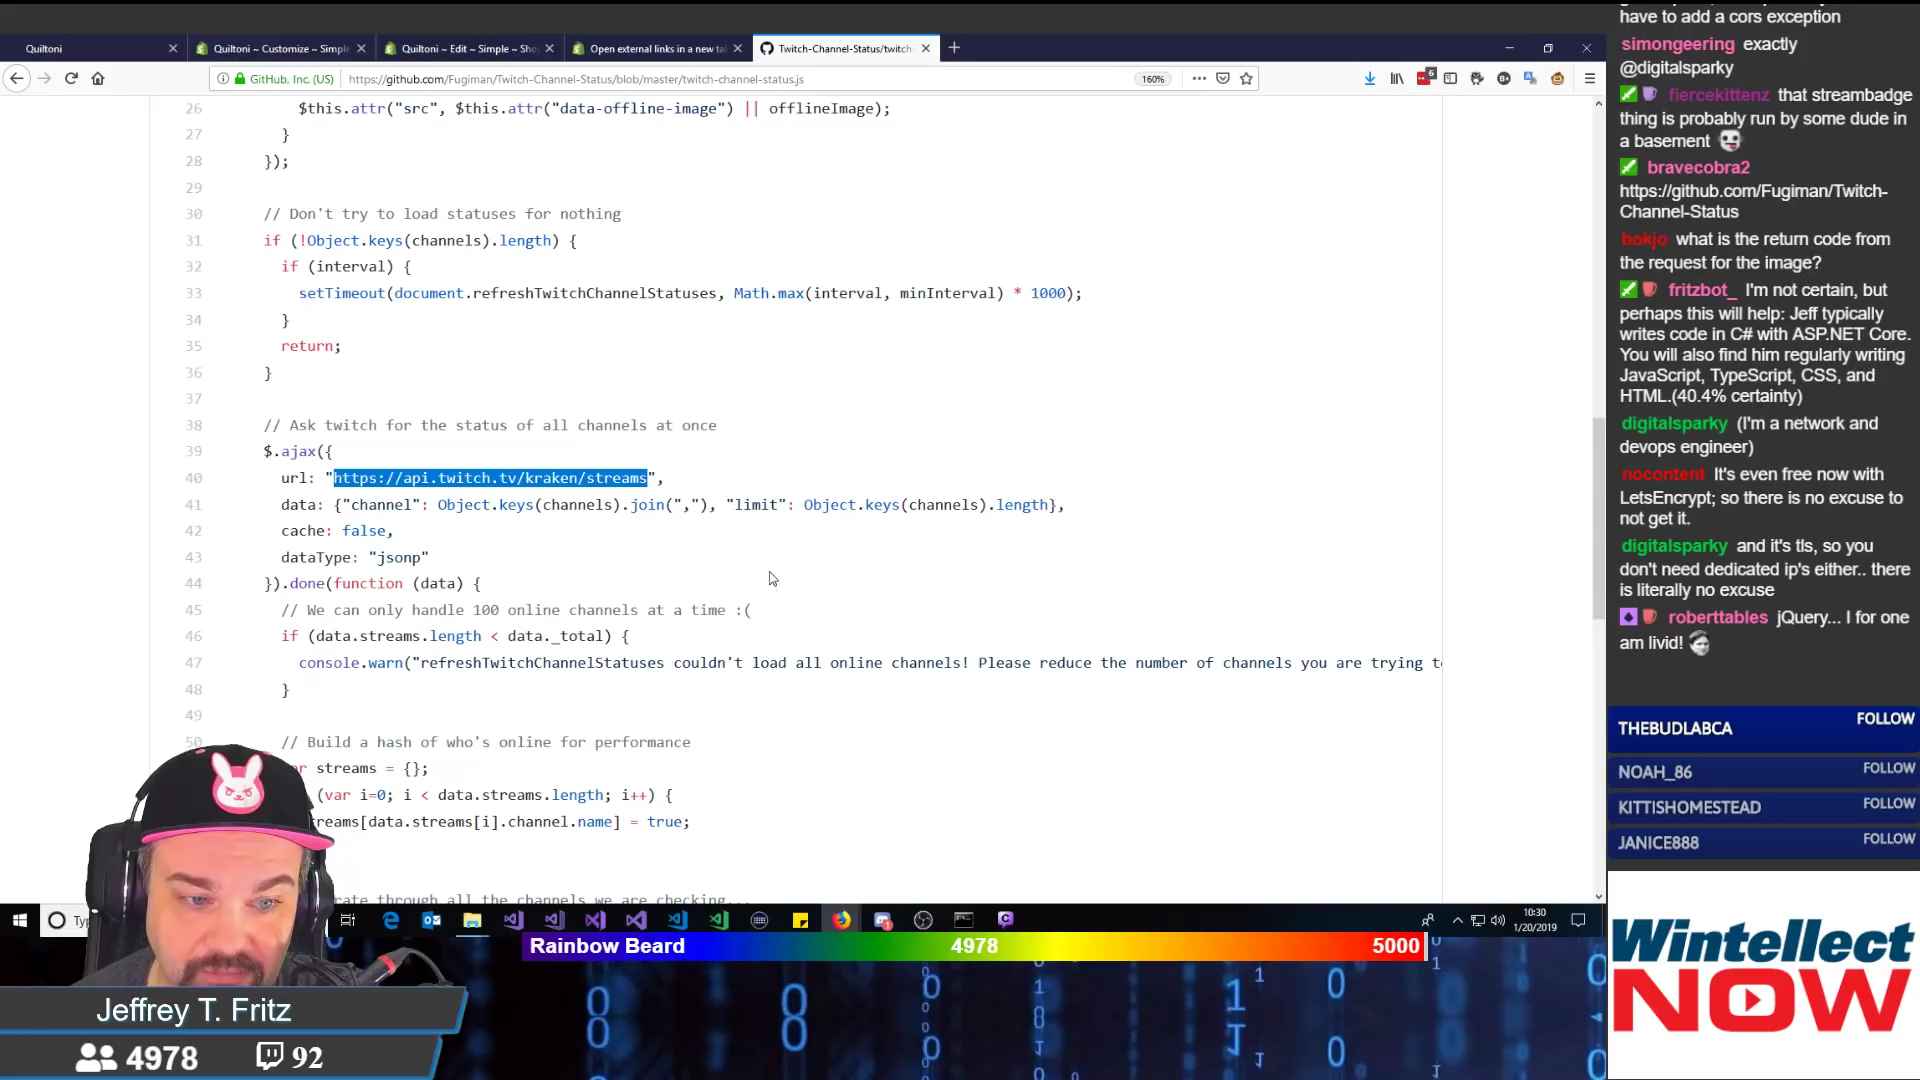 Quiltoni
Quiltoni ~ Customize ~ Simple
Quiltoni ~ Edit ~ Simple ~ Sho
Open external links in a new ta
Twitch-Channel-Status/twitch-
GitHub, Inc. (US)
https://github.com/Fugiman/Twitch-Channel-Status/blob/master/twitch-channel-status.js
160%
6
26 $this.attr("src", $this.attr("data-offline-image") || offlineImage);
27 }
28 });
29
30 // Don't try to load statuses for nothing
31 if (!Object.keys(channels).length) {
32 if (interval) {
33 setTimeout(document.refreshTwitchChannelStatuses, Math.max(interval, minInterval) * 1000);
34 }
35 return;
36 }
37
38 // Ask twitch for the status of all channels at once
39 $.ajax({
40 url: "https://api.twitch.tv/kraken/streams",
41 data: {"channel": Object.keys(channels).join(","), "limit": Object.keys(channels).length},
42 cache: false,
43 dataType: "jsonp"
44 }).done(function (data) {
45 // We can only handle 100 online channels at a time :(
46 if (data.streams.length < data._total) {
47 console.warn("refreshTwitchChannelStatuses couldn't load all online channels! Please reduce the number of channels you are trying t
48 }
49
50 // Build a hash of who's online for performance
r streams = {};
(var i=0; i < data.streams.length; i++) {
reams[data.streams[i].channel.name] = true;
rate through all the channels we are checking...
have to add a cors exception
simongeering exactly
@digitalsparky
fiercekittenz that streambadge
thing is probably run by some dude in
a basement
bravecobra2
https://github.com/Fugiman/Twitch-
Channel-Status
bokjo what is the return code from
the request for the image?
fritzbot_ I'm not certain, but
perhaps this will help: Jeff typically
writes code in C# with ASP.NET Core.
You will also find him regularly writing
JavaScript, TypeScript, CSS, and
HTML.(40.4% certainty)
digitalsparky (I'm a network and
devops engineer)
nocontent It's even free now with
LetsEncrypt; so there is no excuse to
not get it.
digitalsparky and it's tls, so you
don't need dedicated ip's either.. there
is literally no excuse
roberttables jQuery... I for one
am livid!
THEBUDLABCA FOLLOW
NOAH_86 FOLLOW
KITTISHOMESTEAD FOLLOW
JANICE888 FOLLOW
Wintellect
NOW
Ty
10:30
1/20/2019
Rainbow Beard 4978 5000
Jeffrey T. Fritz
4978 92